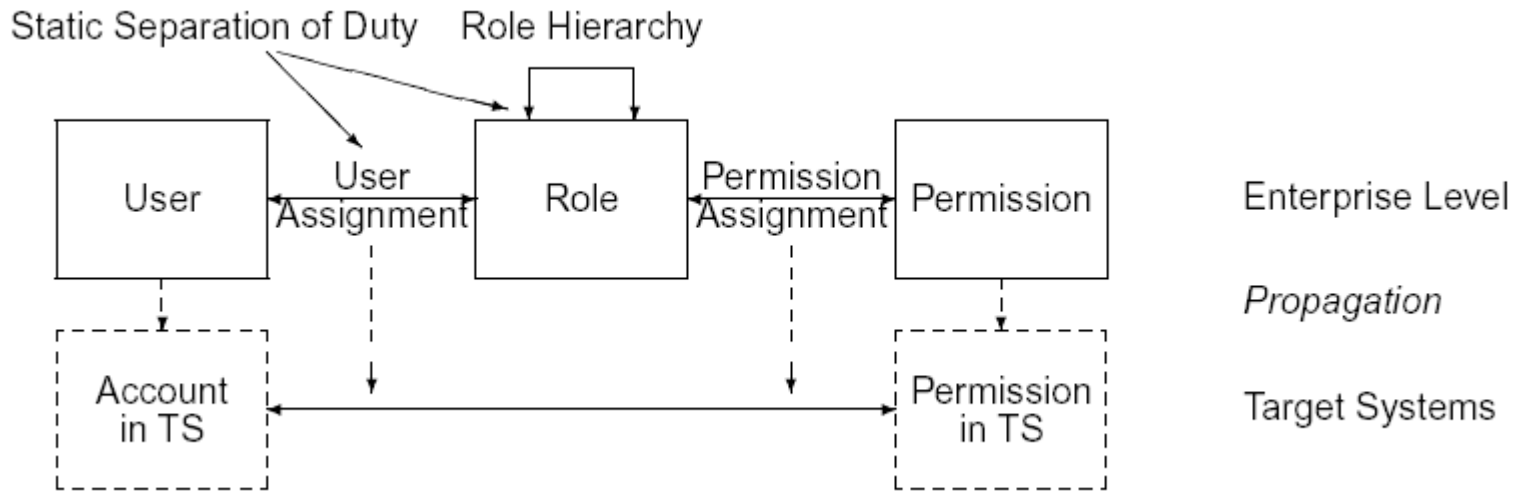 Static Separation of Duty
Role Hierarchy
User
User
Assignment
Role
Permission
Assignment
Permission
Enterprise Level
Propagation
Account
in TS
Permission
in TS
Target Systems